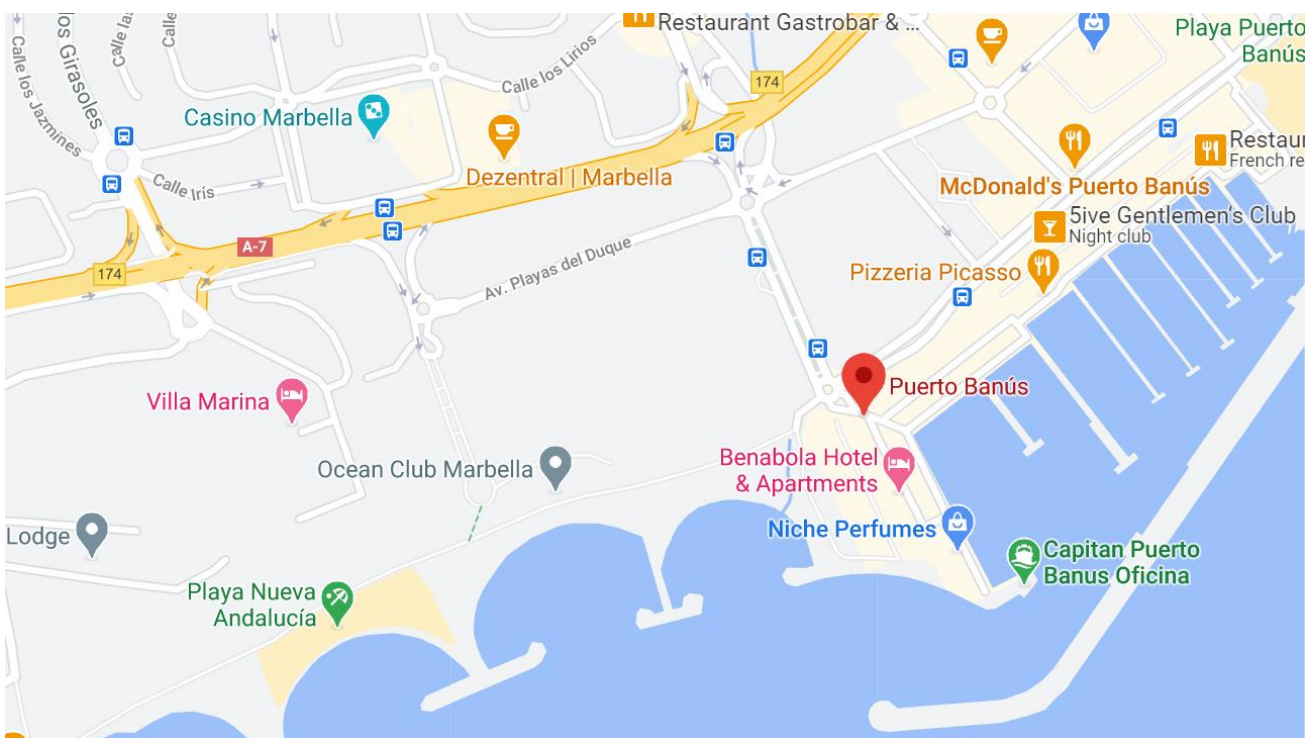 Restaurant Gastrobar & ...
Playa Puerto
Banús
Calle las
Calle
Calle los Jazmines
os Girasoles
Calle los Lirios
174
Casino Marbella
Dezentral | Marbella
Restaur
French re
Calle Iris
McDonald's Puerto Banús
5ive Gentlemen's Club
Night club
A-7
174
Av. Playas del Duque
Pizzeria Picasso
Villa Marina
Puerto Banús
Ocean Club Marbella
Benabola Hotel
& Apartments
Lodge
Niche Perfumes
Capitan Puerto
Banus Oficina
Playa Nueva
Andalucía